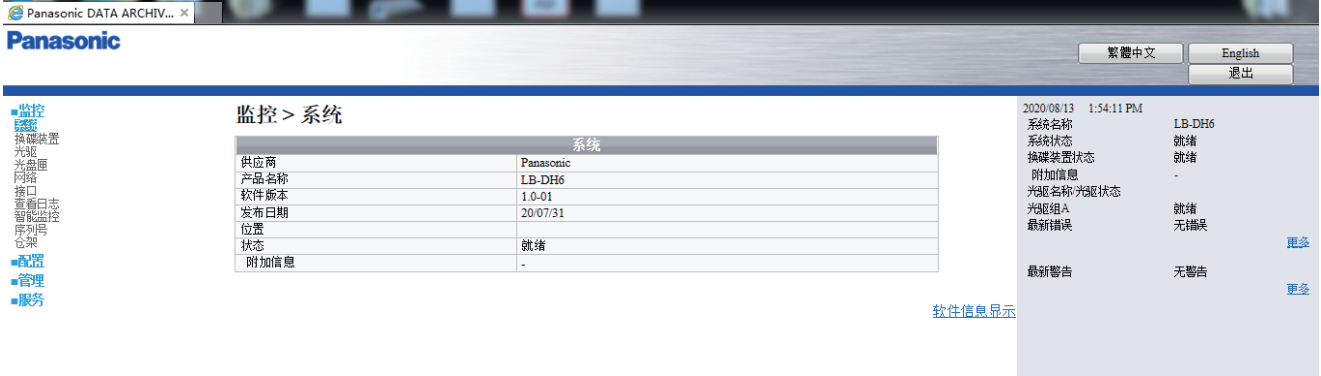 Panasonic DATA ARCHIV... ×
Panasonic
繁體中文 English
退出
■监控
系统
换碟装置
光驱
光盘匣
网络
接口
查看日志
智能监控
序列号
仓架
■配置
■管理
■服务
监控 > 系统
系统
供应商 Panasonic
产品名称 LB-DH6
软件版本 1.0-01
发布日期 20/07/31
位置
状态 就绪
附加信息 -
软件信息显示
2020/08/13 1:54:11 PM
系统名称 LB-DH6
系统状态 就绪
换碟装置状态 就绪
附加信息 -
光驱名称/光驱状态
光驱组A 就绪
最新错误 无错误
更多
最新警告 无警告
更多